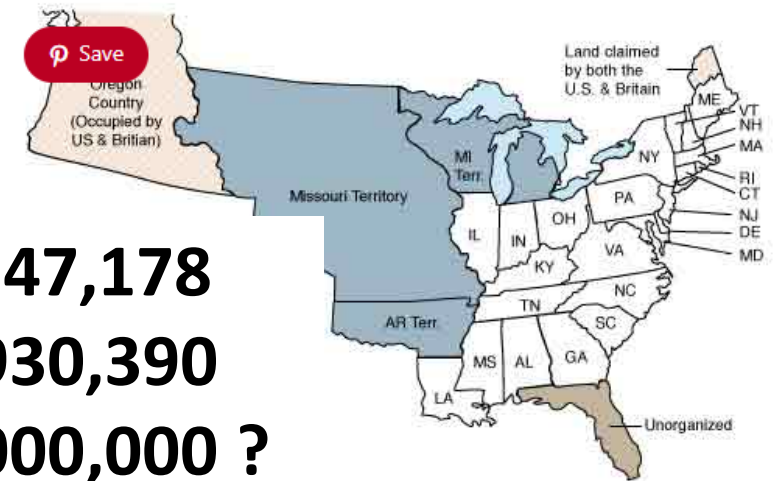 Save
Oregon
Country
(Occupied by
US & Britian)
Land claimed
by both the
U.S. & Britain
ME
VT
NH
MA
NY
RI
CT
NJ
DE
MD
MI
Terr.
Missouri Territory
PA
OH
IL
IN
VA
KY
NC
TN
SC
AR Terr.
MS
AL
GA
LA
Unorganized
47,178
930,390
000,000 ?